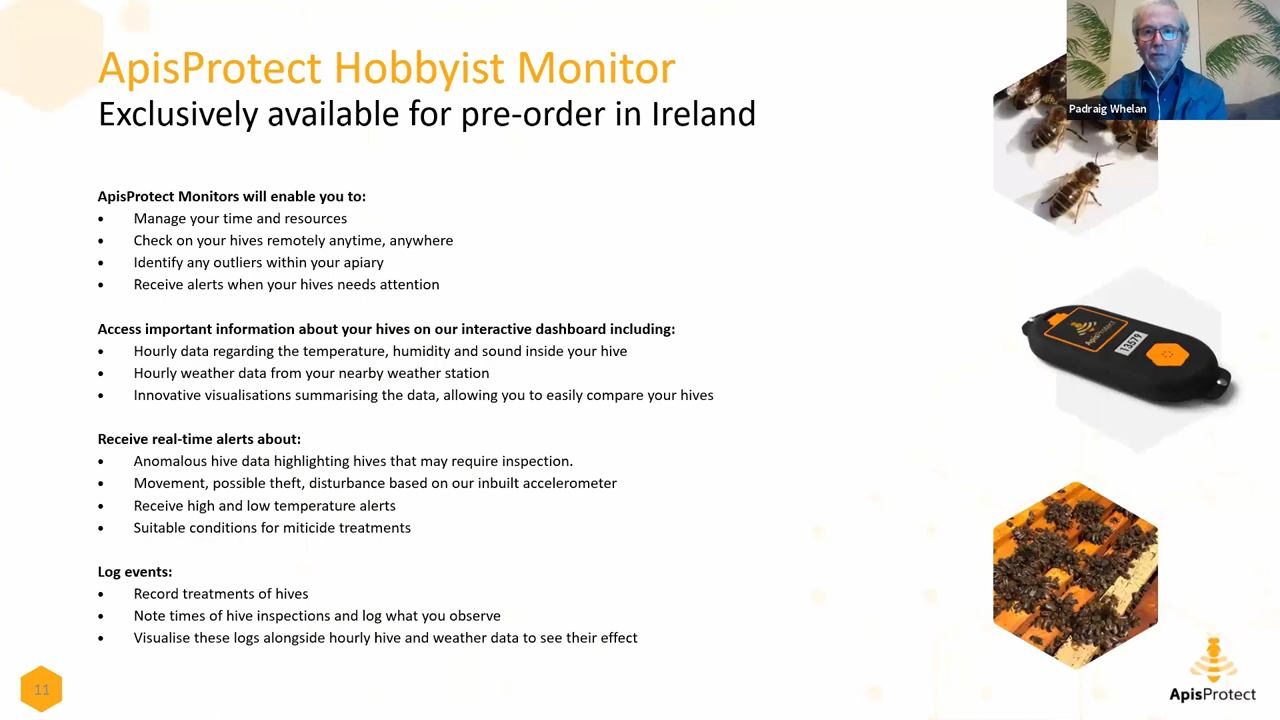 ApisProtect Hobbyist Monitor
Exclusively available for pre-order in Ireland
Padraig Whelan
ApisProtect Monitors will enable you to:
• Manage your time and resources
• Check on your hives remotely anytime, anywhere
• Identify any outliers within your apiary
• Receive alerts when your hives needs attention
Access important information about your hives on our interactive dashboard including:
• Hourly data regarding the temperature, humidity and sound inside your hive
• Hourly weather data from your nearby weather station
• Innovative visualisations summarising the data, allowing you to easily compare your hives
Receive real-time alerts about:
• Anomalous hive data highlighting hives that may require inspection.
• Movement, possible theft, disturbance based on our inbuilt accelerometer
• Receive high and low temperature alerts
• Suitable conditions for miticide treatments
Log events:
• Record treatments of hives
• Note times of hive inspections and log what you observe
• Visualise these logs alongside hourly hive and weather data to see their effect
ApisProtect
13579
11
ApisProtect